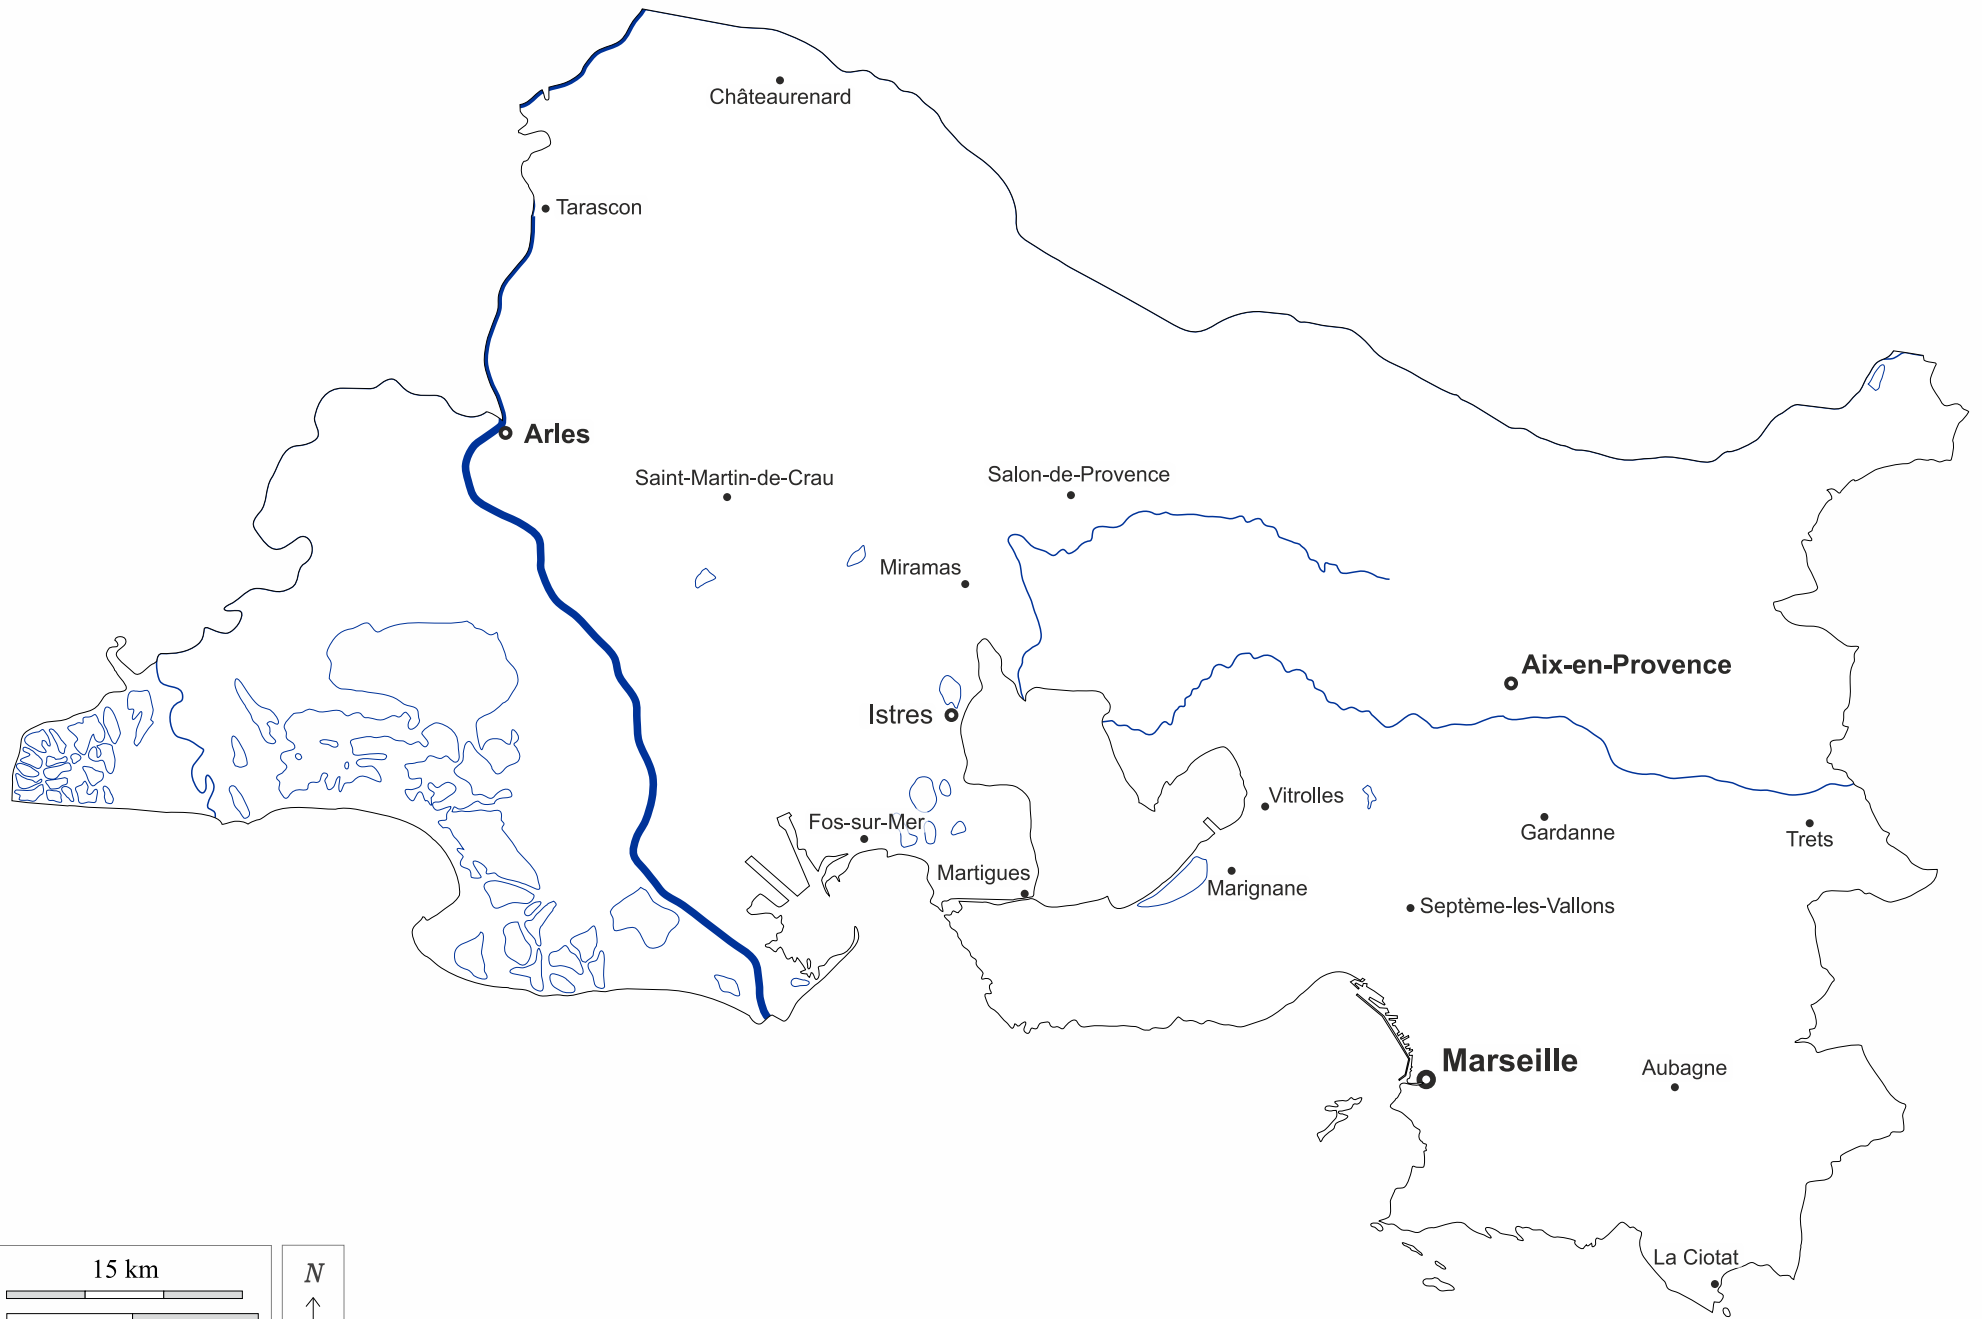 Châteaurenard
Tarascon
Arles
Saint-Martin-de-Crau
Salon-de-Provence
Miramas
Aix-en-Provence
Istres
Vitrolles
Fos-sur-Mer
Gardanne
Trets
Martigues
Marignane
Septème-les-Vallons
Marseille
Aubagne
La Ciotat
15 km
N